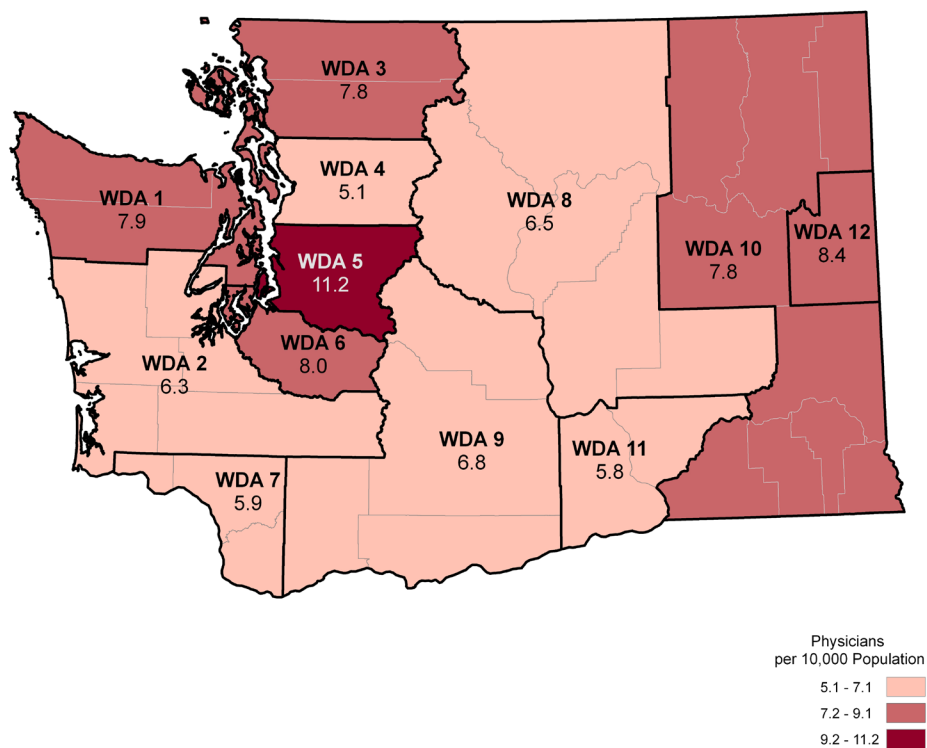 WDA 3
7.8
WDA 4
5.1
WDA 1
7.9
WDA 8
6.5
WDA 10
7.8
WDA 12
8.4
WDA 5
11.2
WDA 6
8.0
WDA 2
6.3
WDA 9
6.8
WDA 11
5.8
WDA 7
5.9
Physicians
per 10,000 Population
5.1 - 7.1
7.2 - 9.1
9.2 - 11.2